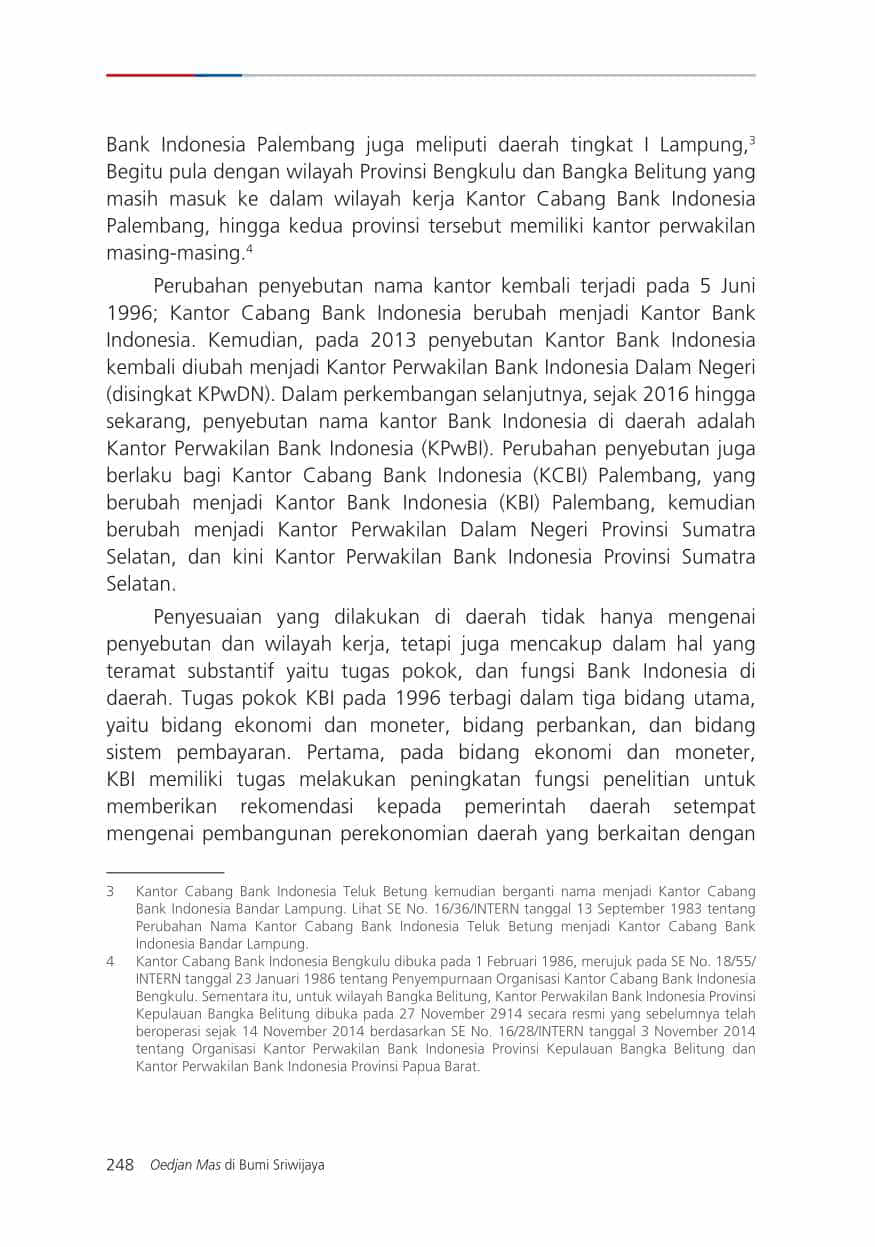 Bank Indonesia Palembang juga meliputi daerah tingkat I Lampung,³
Begitu pula dengan wilayah Provinsi Bengkulu dan Bangka Belitung yang
masih masuk ke dalam wilayah kerja Kantor Cabang Bank Indonesia
Palembang, hingga kedua provinsi tersebut memiliki kantor perwakilan
masing-masing.⁴
Perubahan penyebutan nama kantor kembali terjadi pada 5 Juni
1996; Kantor Cabang Bank Indonesia berubah menjadi Kantor Bank
Indonesia. Kemudian, pada 2013 penyebutan Kantor Bank Indonesia
kembali diubah menjadi Kantor Perwakilan Bank Indonesia Dalam Negeri
(disingkat KPwDN). Dalam perkembangan selanjutnya, sejak 2016 hingga
sekarang, penyebutan nama kantor Bank Indonesia di daerah adalah
Kantor Perwakilan Bank Indonesia (KPwBI). Perubahan penyebutan juga
berlaku bagi Kantor Cabang Bank Indonesia (KCBI) Palembang, yang
berubah menjadi Kantor Bank Indonesia (KBI) Palembang, kemudian
berubah menjadi Kantor Perwakilan Dalam Negeri Provinsi Sumatra
Selatan, dan kini Kantor Perwakilan Bank Indonesia Provinsi Sumatra
Selatan.
Penyesuaian yang dilakukan di daerah tidak hanya mengenai
penyebutan dan wilayah kerja, tetapi juga mencakup dalam hal yang
teramat substantif yaitu tugas pokok, dan fungsi Bank Indonesia di
daerah. Tugas pokok KBI pada 1996 terbagi dalam tiga bidang utama,
yaitu bidang ekonomi dan moneter, bidang perbankan, dan bidang
sistem pembayaran. Pertama, pada bidang ekonomi dan moneter,
KBI memiliki tugas melakukan peningkatan fungsi penelitian untuk
memberikan rekomendasi kepada pemerintah daerah setempat
mengenai pembangunan perekonomian daerah yang berkaitan dengan
3 Kantor Cabang Bank Indonesia Teluk Betung kemudian berganti nama menjadi Kantor Cabang
Bank Indonesia Bandar Lampung. Lihat SE No. 16/36/INTERN tanggal 13 September 1983 tentang
Perubahan Nama Kantor Cabang Bank Indonesia Teluk Betung menjadi Kantor Cabang Bank
Indonesia Bandar Lampung.
4 Kantor Cabang Bank Indonesia Bengkulu dibuka pada 1 Februari 1986, merujuk pada SE No. 18/55/
INTERN tanggal 23 Januari 1986 tentang Penyempurnaan Organisasi Kantor Cabang Bank Indonesia
Bengkulu. Sementara itu, untuk wilayah Bangka Belitung, Kantor Perwakilan Bank Indonesia Provinsi
Kepulauan Bangka Belitung dibuka pada 27 November 2914 secara resmi yang sebelumnya telah
beroperasi sejak 14 November 2014 berdasarkan SE No. 16/28/INTERN tanggal 3 November 2014
tentang Organisasi Kantor Perwakilan Bank Indonesia Provinsi Kepulauan Bangka Belitung dan
Kantor Perwakilan Bank Indonesia Provinsi Papua Barat.
248 Oedjan Mas di Bumi Sriwijaya